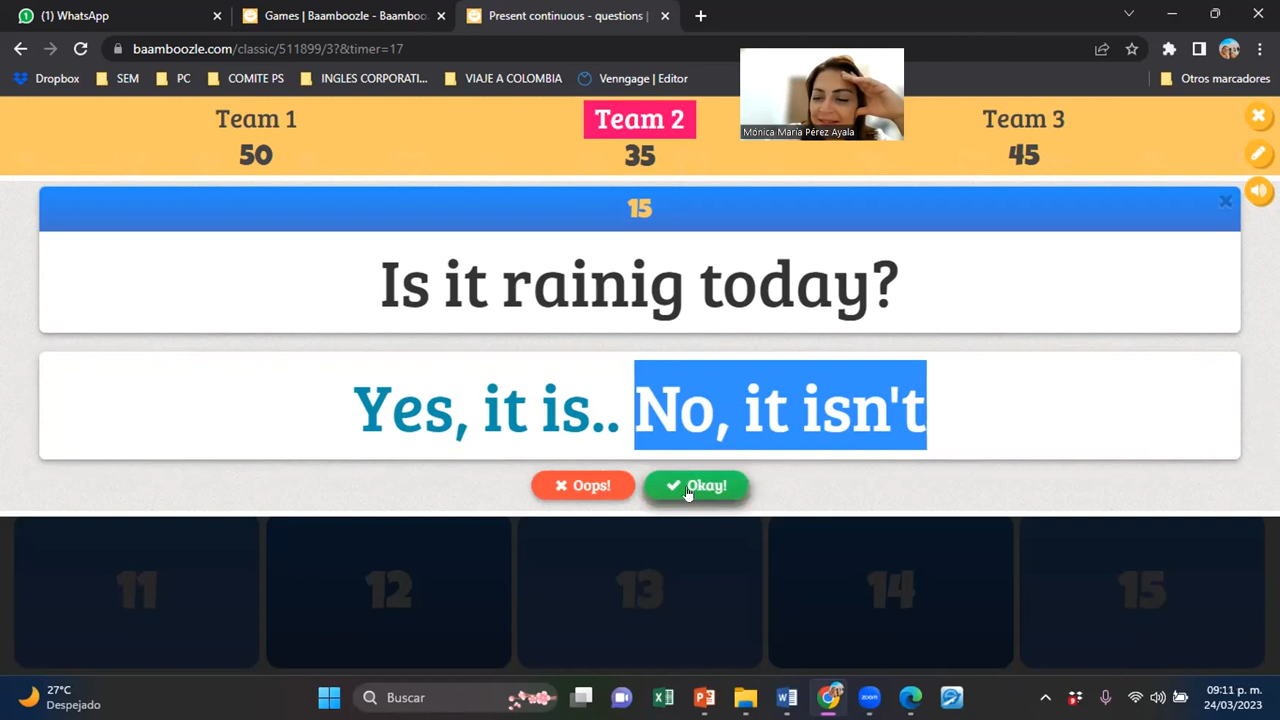 (1) WhatsApp
Games | Baamboozle - Baamboo
Present continuous - questions |
baamboozle.com/classic/511899/3?&timer=17
Dropbox SEM PC COMITE PS INGLES CORPORATI... VIAJE A COLOMBIA Venngage | Editor Otros marcadores
Mónica María Pérez Ayala
Team 1 Team 2 Team 3
50 35 45
15
Is it rainig today?
Yes, it is.. No, it isn't
Oops! Okay!
11 12 13 14 15
27°C
Despejado
Buscar
zoom
09:11 p. m.
24/03/2023